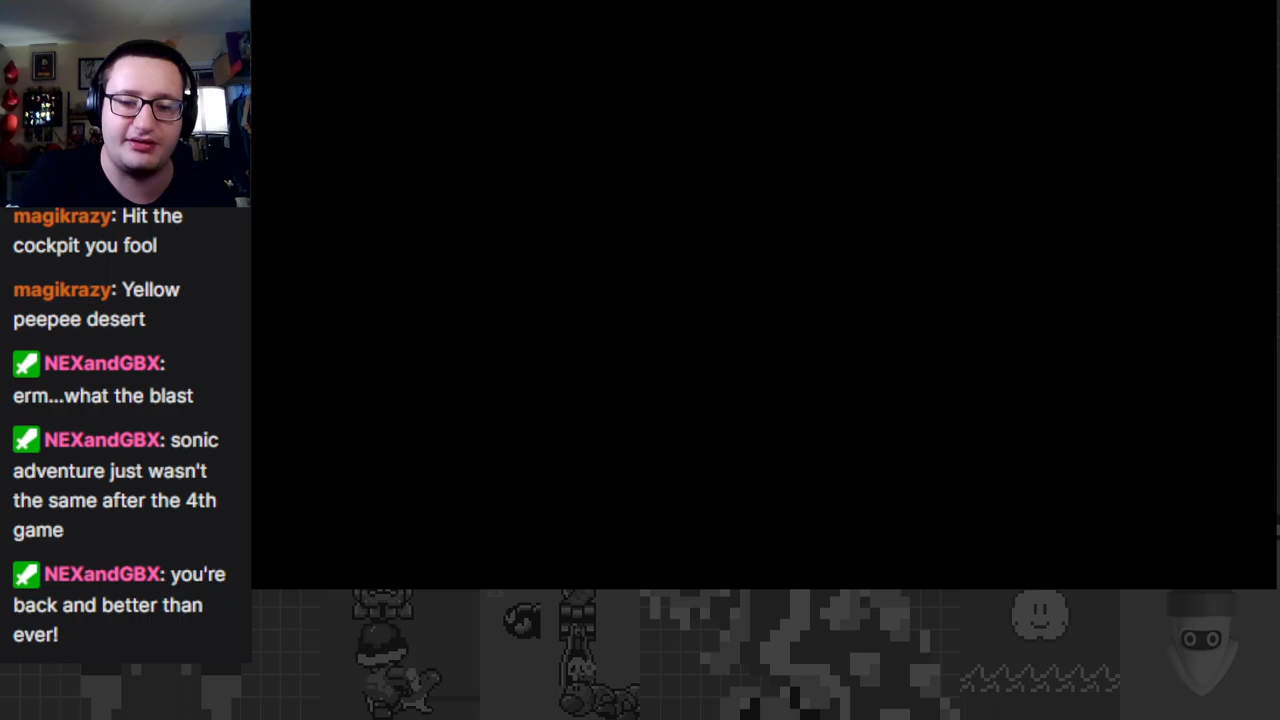 magikrazy: Hit the
cockpit you fool
magikrazy: Yellow
peepee desert
NEXandGBX:
erm...what the blast
NEXandGBX: sonic
adventure just wasn't
the same after the 4th
game
NEXandGBX: you're
back and better than
ever!